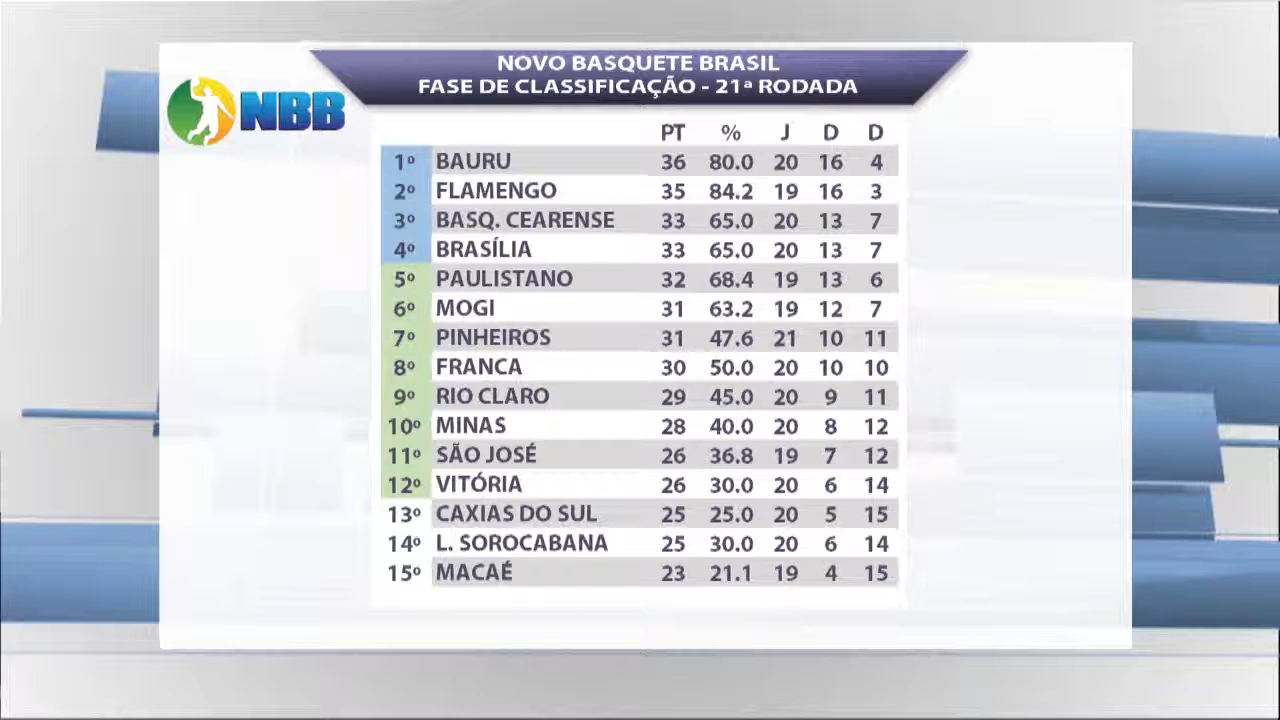 NOVO BASQUETE BRASIL
FASE DE CLASSIFICAÇÃO - 21ª RODADA
NBB
PT % J D D
1º BAURU 36 80.0 20 16 4
2º FLAMENGO 35 84.2 19 16 3
3º BASQ. CEARENSE 33 65.0 20 13 7
4º BRASÍLIA 33 65.0 20 13 7
5º PAULISTANO 32 68.4 19 13 6
6º MOGI 31 63.2 19 12 7
7º PINHEIROS 31 47.6 21 10 11
8º FRANCA 30 50.0 20 10 10
9º RIO CLARO 29 45.0 20 9 11
10º MINAS 28 40.0 20 8 12
11º SÃO JOSÉ 26 36.8 19 7 12
12º VITÓRIA 26 30.0 20 6 14
13º CAXIAS DO SUL 25 25.0 20 5 15
14º L. SOROCABANA 25 30.0 20 6 14
15º MACAÉ 23 21.1 19 4 15